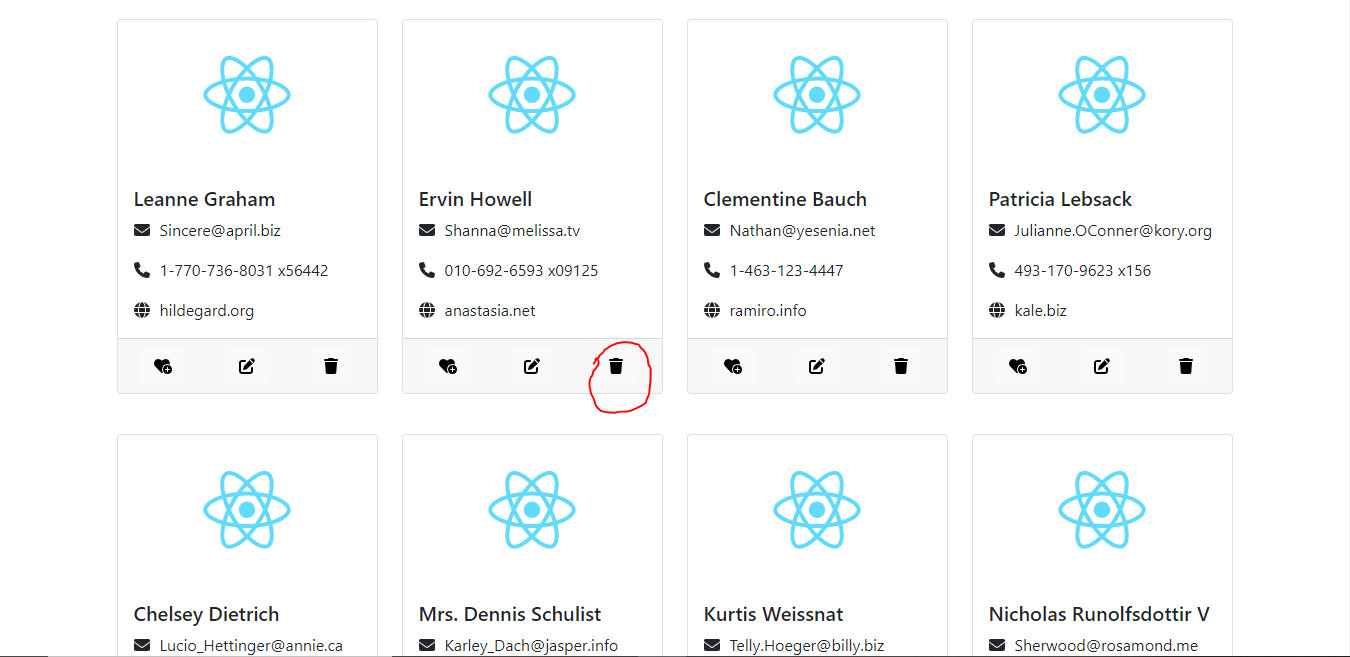 Leanne Graham
Sincere@april.biz
1-770-736-8031 x56442
hildegard.org
Ervin Howell
Shanna@melissa.tv
010-692-6593 x09125
anastasia.net
Clementine Bauch
Nathan@yesenia.net
1-463-123-4447
ramiro.info
Patricia Lebsack
Julianne.OConner@kory.org
493-170-9623 x156
kale.biz
Chelsey Dietrich
Lucio_Hettinger@annie.ca
Mrs. Dennis Schulist
Karley_Dach@jasper.info
Kurtis Weissnat
Telly.Hoeger@billy.biz
Nicholas Runolfsdottir V
Sherwood@rosamond.me